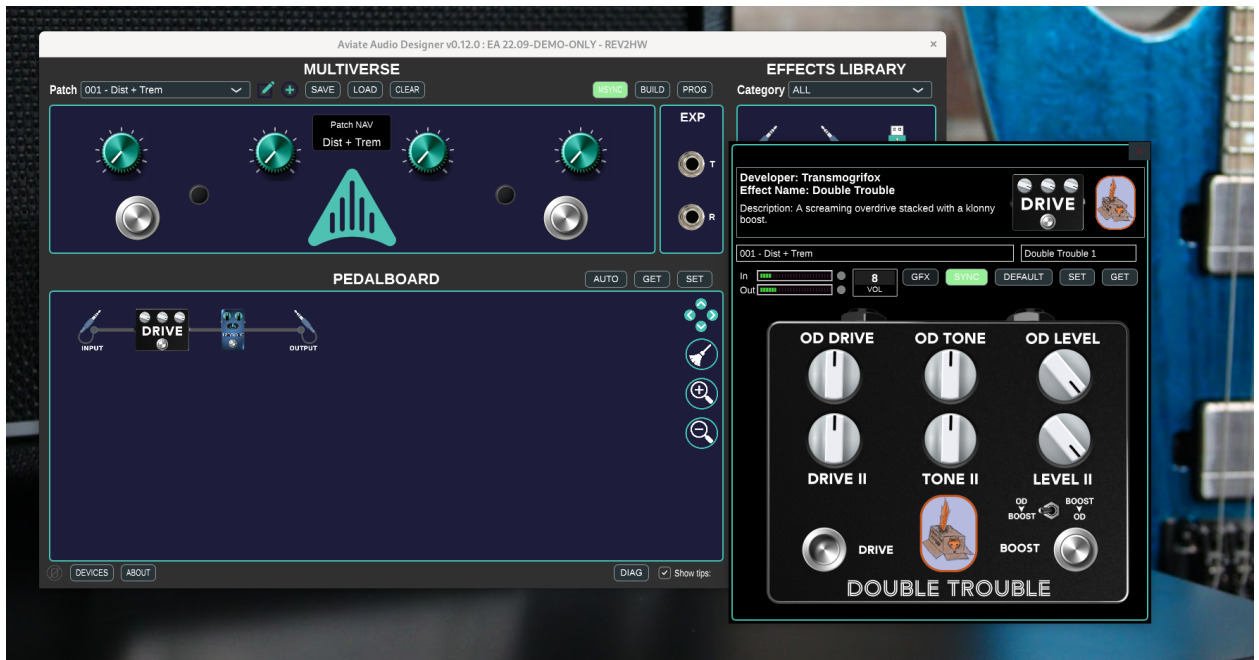 Aviate Audio Designer v0.12.0 : EA 22.09-DEMO-ONLY - REV2HW
MULTIVERSE
Patch 001 - Dist + Trem SAVE LOAD CLEAR MSYNC BUILD PROG
EFFECTS LIBRARY
Category ALL
Patch NAV
Dist + Trem
EXP
T
R
PEDALBOARD
AUTO GET SET
DRIVE
INPUT
OUTPUT
DEVICES ABOUT
DIAG Show tips:
Developer: Transmogrifox
Effect Name: Double Trouble
Description: A screaming overdrive stacked with a klonny
boost.
DRIVE
001 - Dist + Trem
Double Trouble 1
In
Out
8
VOL
GFX SYNC DEFAULT SET GET
OD DRIVE OD TONE OD LEVEL
DRIVE II TONE II LEVEL II
OD BOOST
BOOST OD
DRIVE
BOOST
DOUBLE TROUBLE